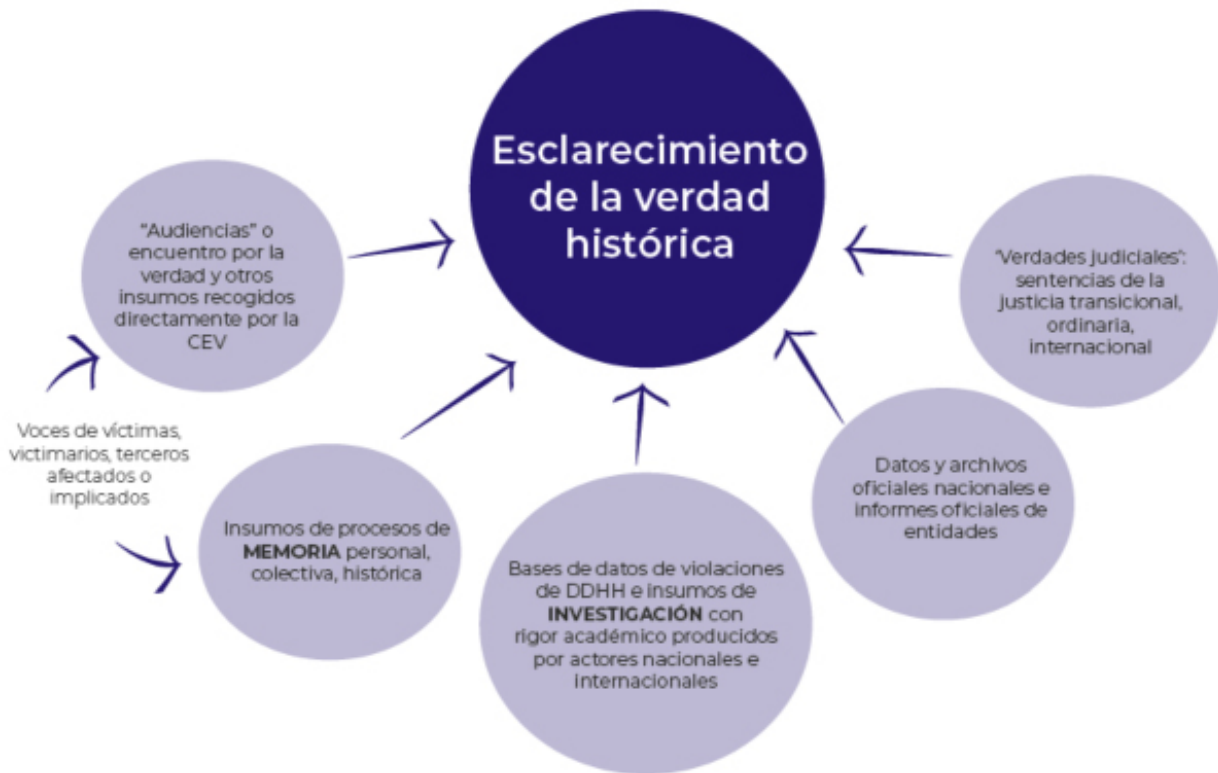 Esclarecimiento
de la verdad
histórica
"Audiencias" o
encuentro por la
verdad y otros
insumos recogidos
directamente por la
CEV
Voces de víctimas,
victimarios, terceros
afectados o
implicados
Insumos de procesos de
MEMORIA personal,
colectiva, histórica
Bases de datos de violaciones
de DDHH e insumos de
INVESTIGACIÓN con
rigor académico producidos
por actores nacionales e
internacionales
Datos y archivos
oficiales nacionales e
informes oficiales de
entidades
'Verdades judiciales':
sentencias de la
justicia transicional,
ordinaria,
internacional